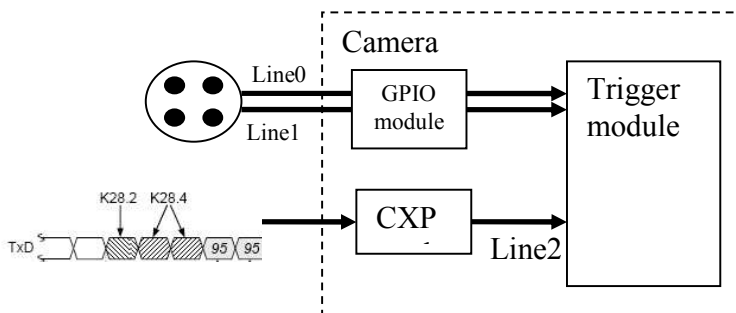 Camera
Line0
Line1
GPIO
module
Trigger
module
K28.2
K28.4
TxD
95
95
CXP
Line2